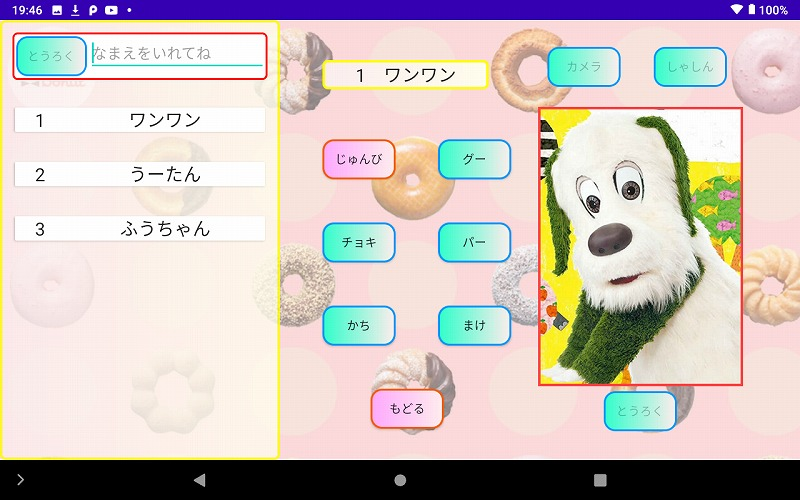 19:46
100%
とうろく
なまえをいれてね
1 ワンワン
2 うーたん
3 ふうちゃん
1 ワンワン
カメラ
しゃしん
じゅんび
グー
チョキ
パー
かち
まけ
もどる
とうろく